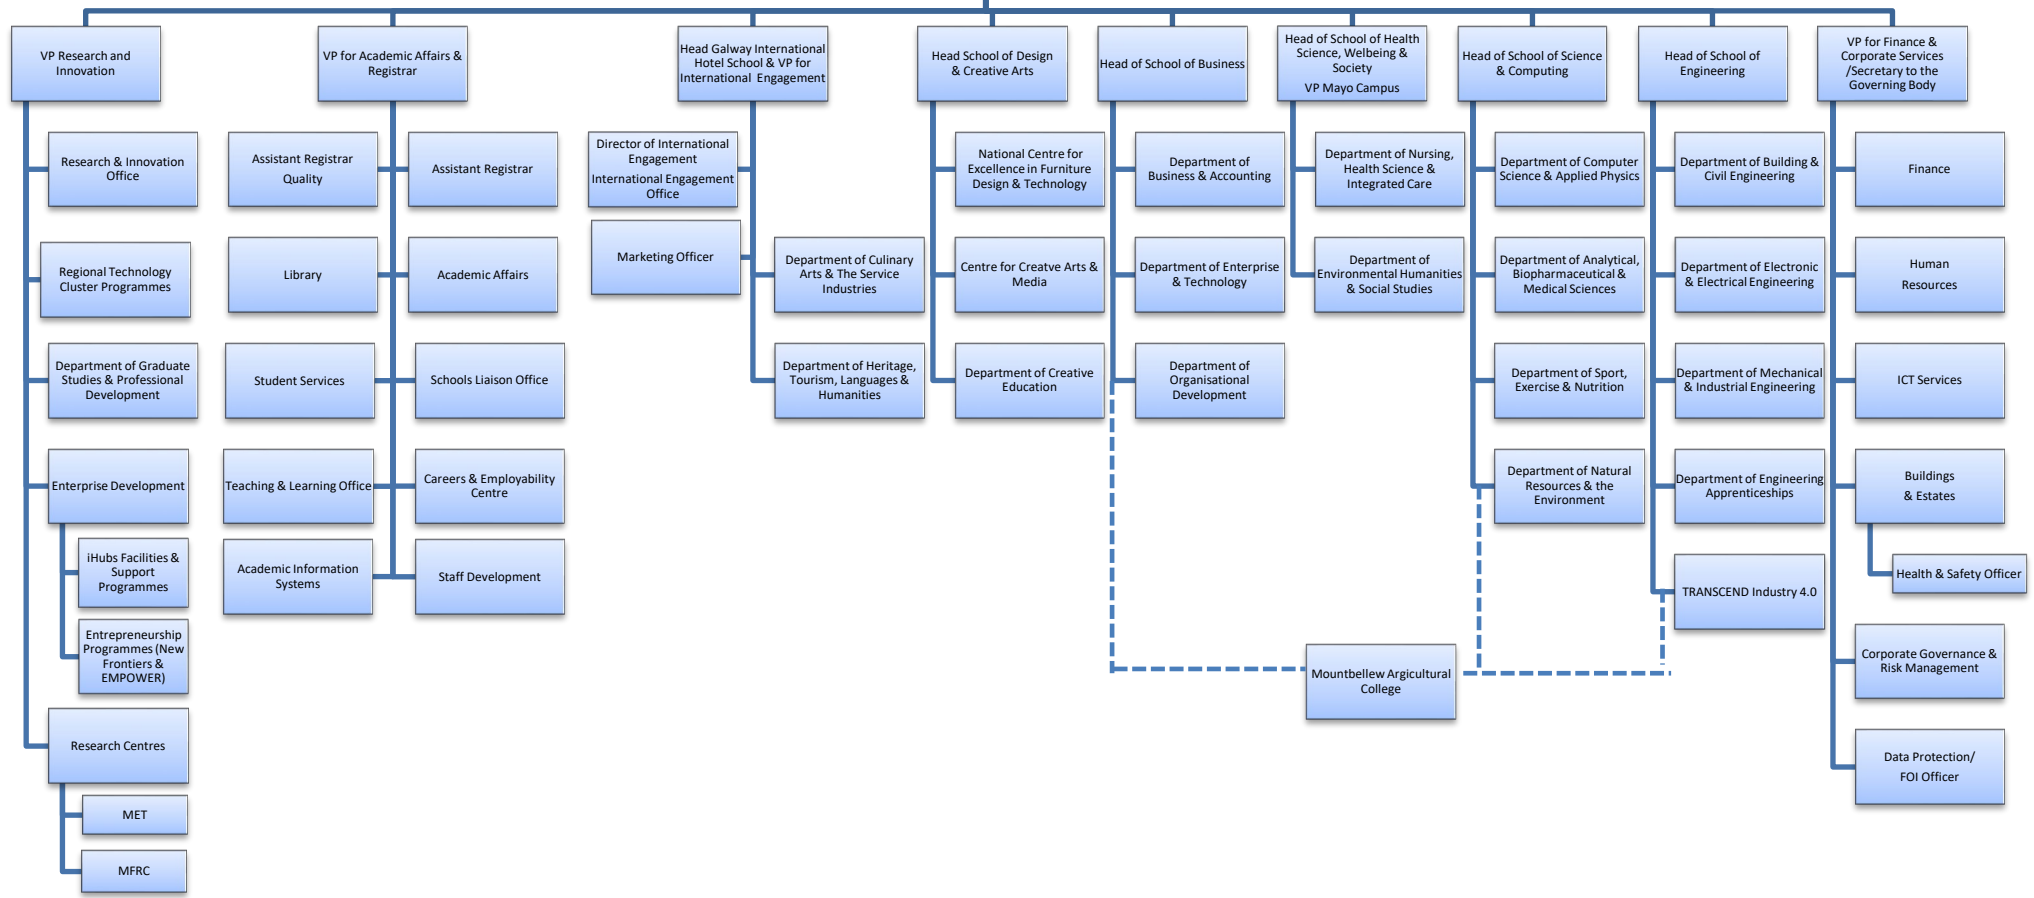 VP Research and
Innovation
VP for Academic Affairs &
Registrar
Head Galway International
Hotel School & VP for
International Engagement
Head School of Design
& Creative Arts
Head of School of Business
Head of School of Health
Science, Welbeing &
Society
VP Mayo Campus
Head of School of Science
& Computing
Head of School of
Engineering
VP for Finance &
Corporate Services
/Secretary to the
Governing Body
Research & Innovation
Office
Regional Technology
Cluster Programmes
Department of Graduate
Studies & Professional
Development
Enterprise Development
iHubs Facilities &
Support
Programmes
Entrepreneurship
Programmes (New
Frontiers &
EMPOWER)
Research Centres
MET
MFRC
Assistant Registrar
Quality
Assistant Registrar
Library
Academic Affairs
Student Services
Schools Liaison Office
Teaching & Learning Office
Careers & Employability
Centre
Academic Information
Systems
Staff Development
Director of International
Engagement
International Engagement
Office
Marketing Officer
Department of Culinary
Arts & The Service
Industries
Department of Heritage,
Tourism, Languages &
Humanities
National Centre for
Excellence in Furniture
Design & Technology
Centre for Creatve Arts &
Media
Department of Creative
Education
Department of
Business & Accounting
Department of Enterprise
& Technology
Department of
Organisational
Development
Department of Nursing,
Health Science &
Integrated Care
Department of
Environmental Humanities
& Social Studies
Department of Computer
Science & Applied Physics
Department of Analytical,
Biopharmaceutical &
Medical Sciences
Department of Sport,
Exercise & Nutrition
Department of Natural
Resources & the
Environment
Department of Building &
Civil Engineering
Department of Electronic
& Electrical Engineering
Department of Mechanical
& Industrial Engineering
Department of Engineering
Apprenticeships
TRANSCEND Industry 4.0
Mountbellew Argicultural
College
Finance
Human
Resources
ICT Services
Buildings
& Estates
Health & Safety Officer
Corporate Governance &
Risk Management
Data Protection/
FOI Officer